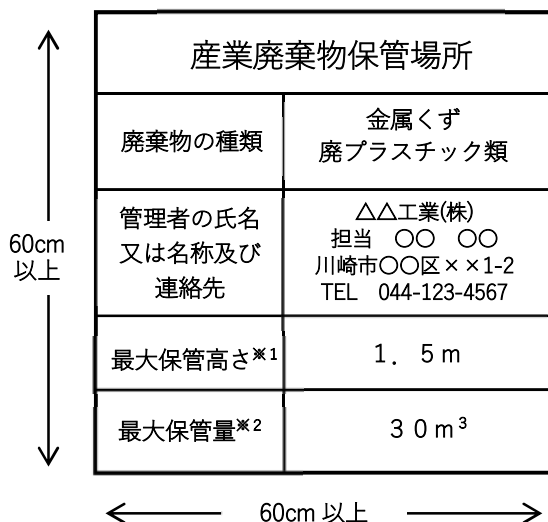 産業廃棄物保管場所
廃棄物の種類
金属くず
廃プラスチック類
管理者の氏名
又は名称及び
連絡先
△△工業(株)
担当　〇〇　〇〇
川崎市〇〇区××1-2
TEL　044-123-4567
最大保管高さ※1
１．５ｍ
最大保管量※2
３０ｍ³
60cm
以上
60cm 以上